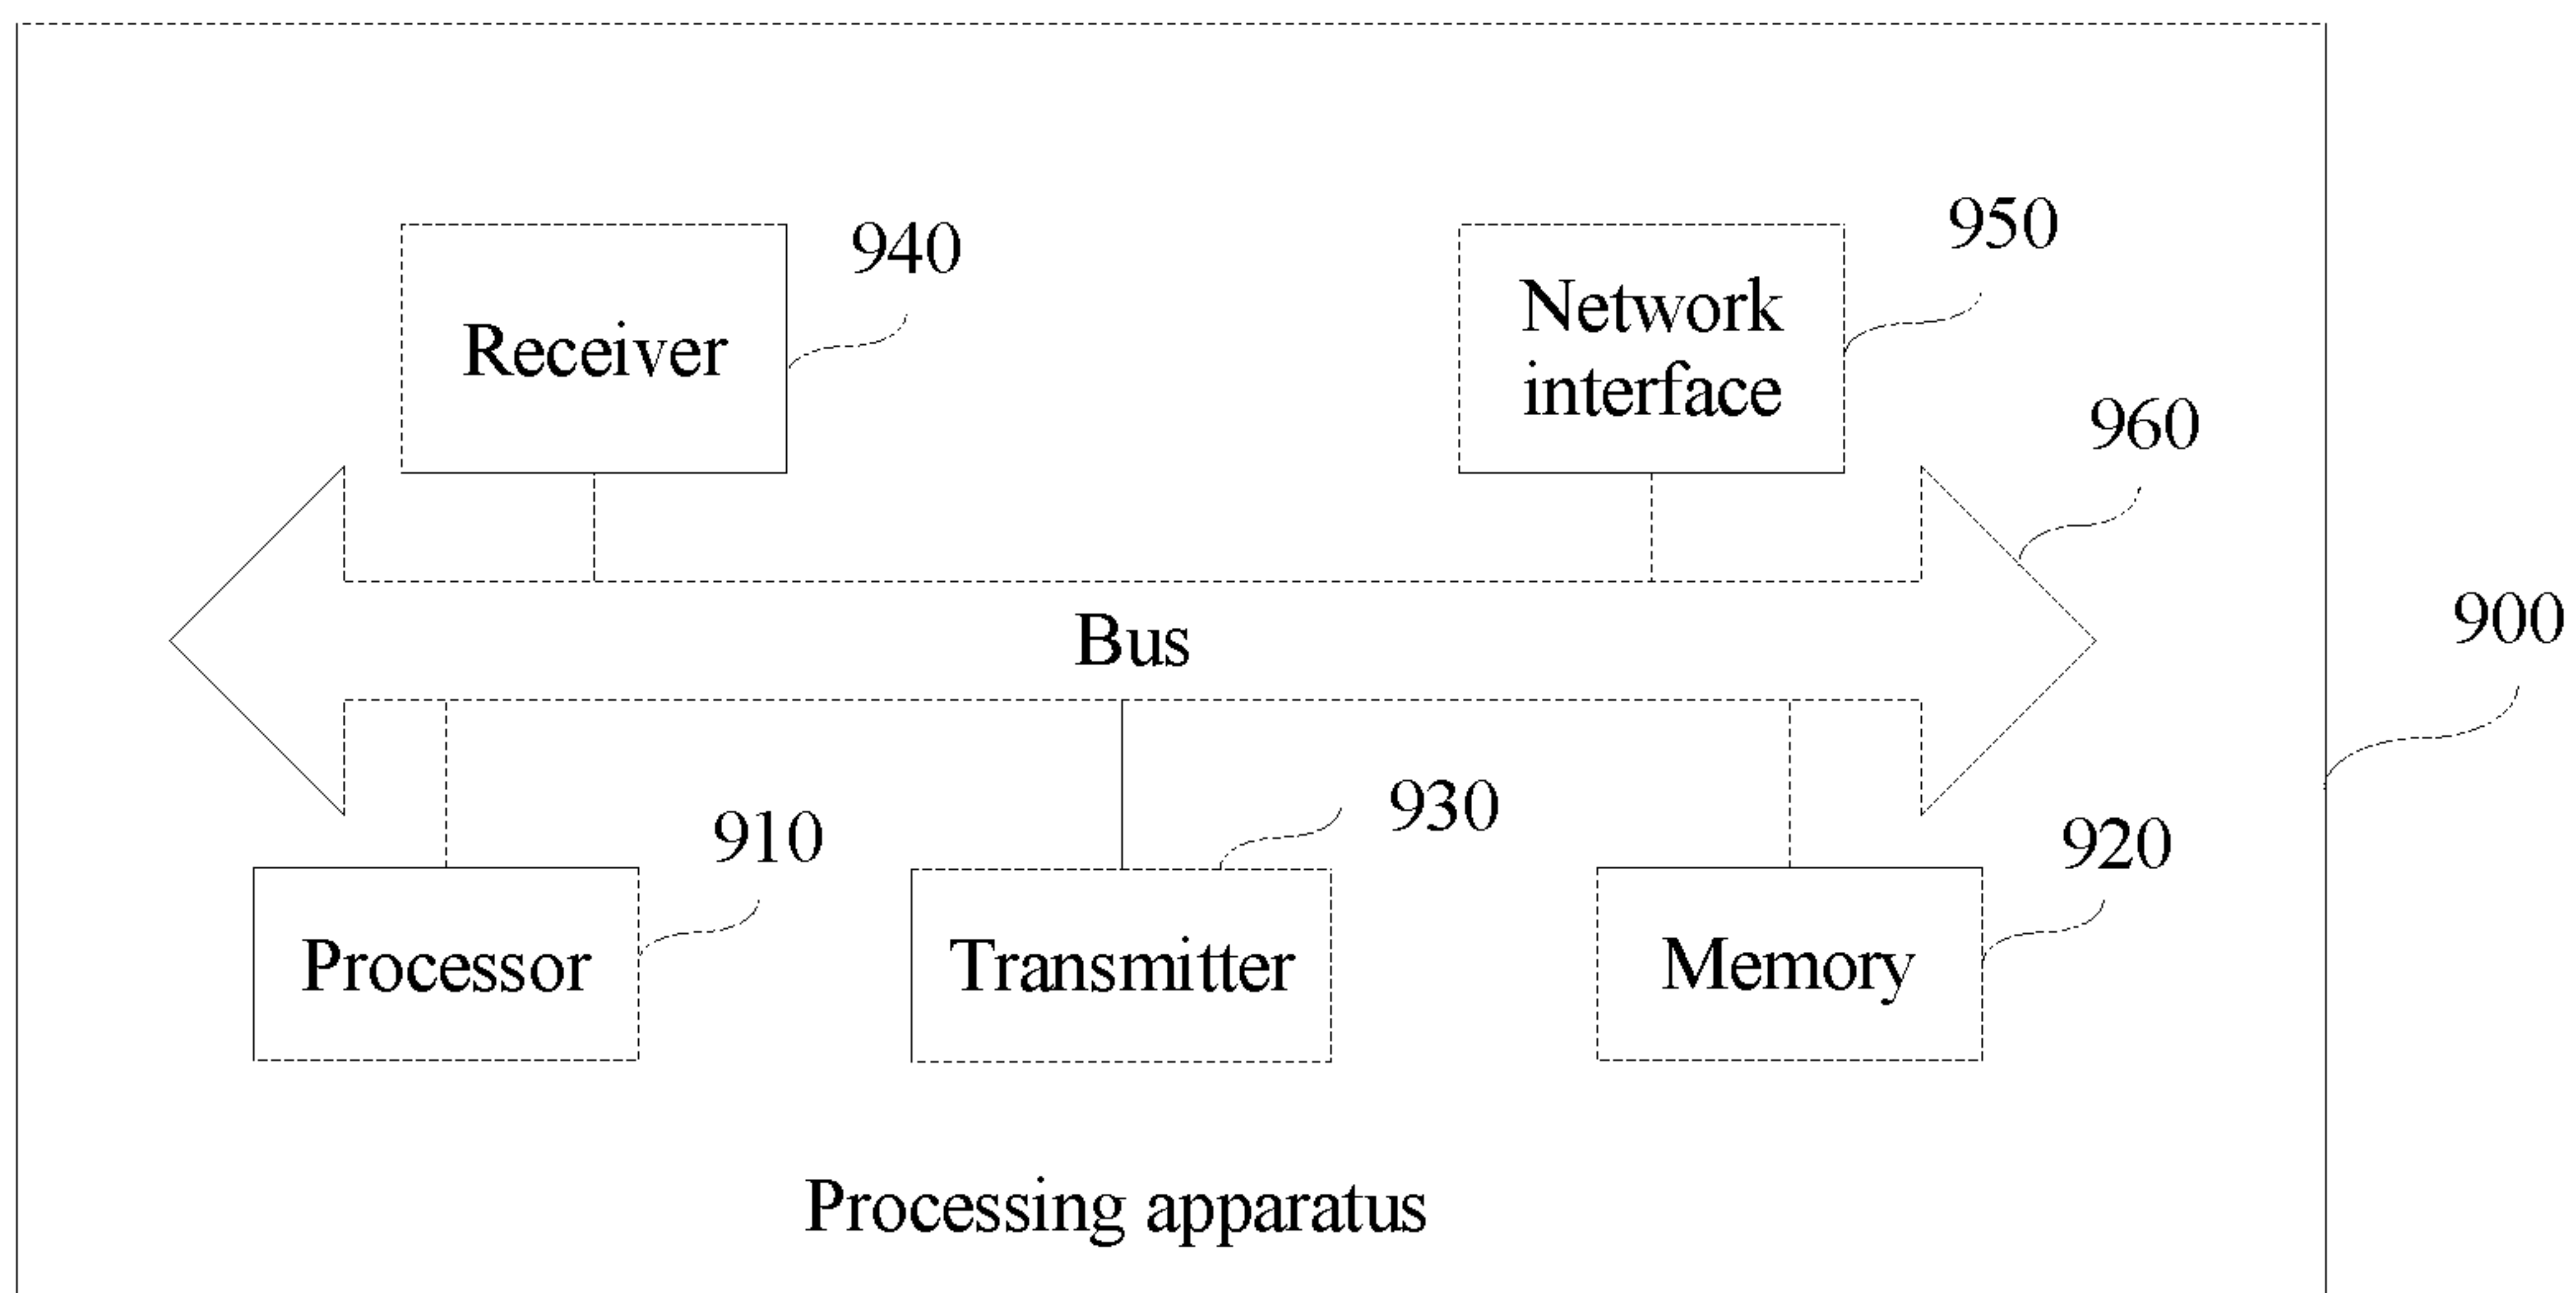 950
940
Network
Receiver
interface
960
900
Bus
930
910
920
Processor
Transmitter
Memory
Processing apparatus